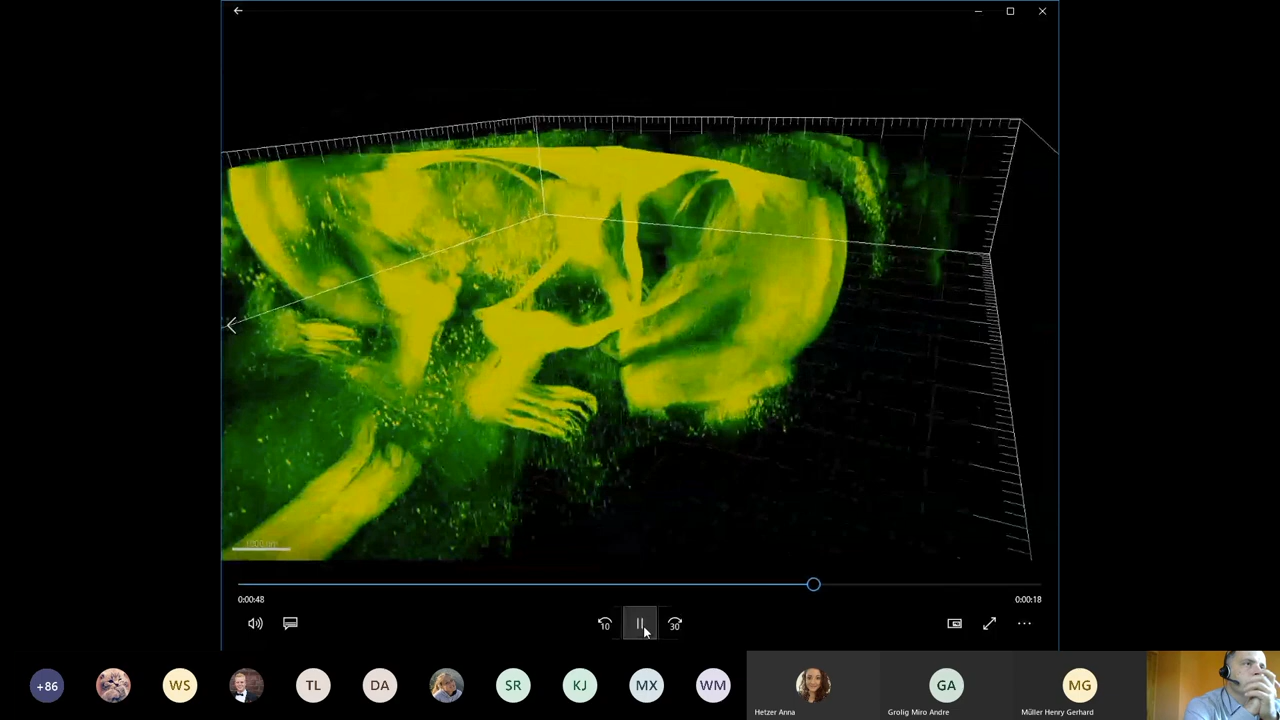 0:00:48
0:00:18
10
30
+86
WS
TL
DA
SR
KJ
MX
WM
GA
MG
Hetzer Anna
Grolig Miro Andre
Müller Henry Gerhard